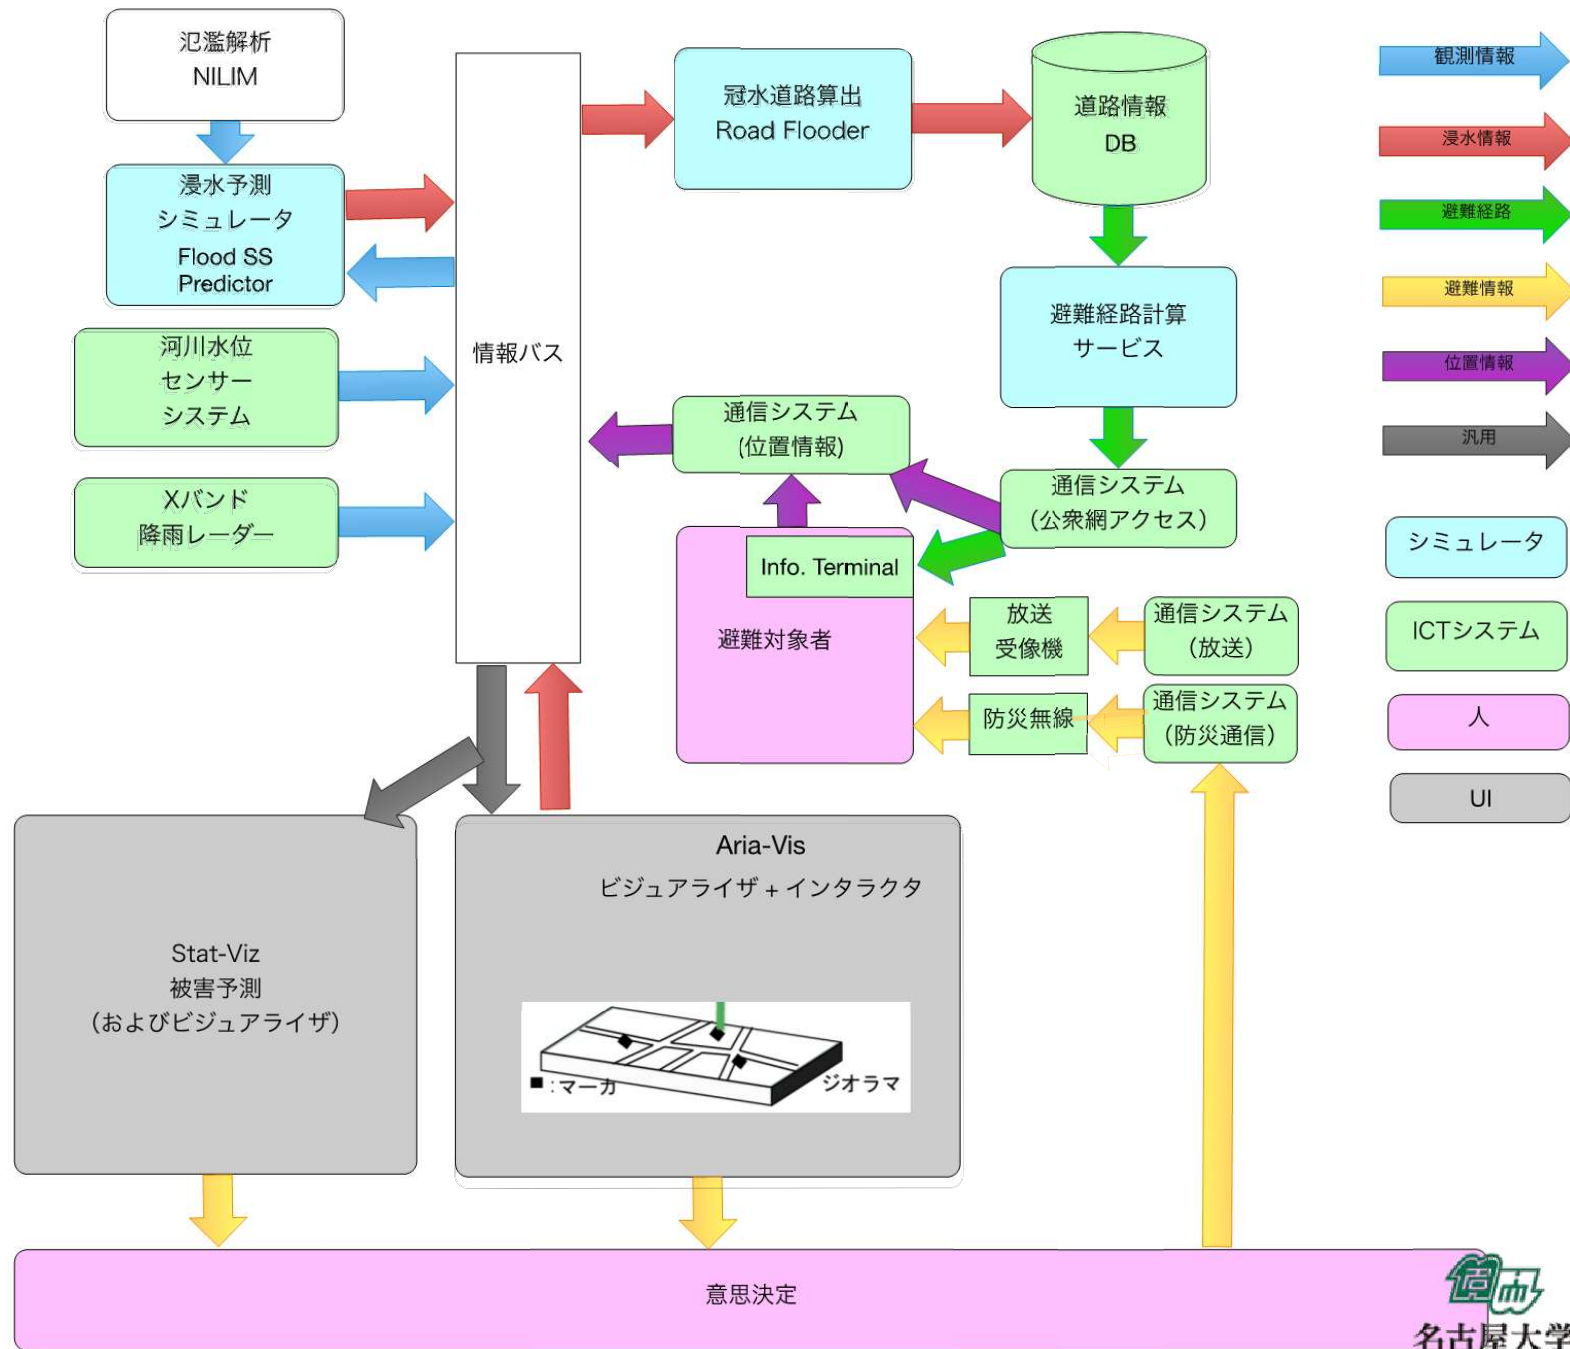 氾濫解析
NILIM
浸水予測
シミュレータ
Flood SS
Predictor
河川水位
センサー
システム
Xバンド
降雨レーダー
情報バス
冠水道路算出
Road Flooder
道路情報
DB
避難経路計算
サービス
通信システム
(位置情報)
通信システム
（公衆網アクセス）
Info. Terminal
避難対象者
放送
受像機
通信システム
（放送）
防災無線
通信システム
（防災通信）
観測情報
浸水情報
避難経路
避難情報
位置情報
汎用
シミュレータ
ICTシステム
人
UI
Stat-Viz
被害予測
（およびビジュアライザ）
Aria-Vis
ビジュアライザ + インタラクタ
■ : マーカ
ジオラマ
意思決定
名古屋大学